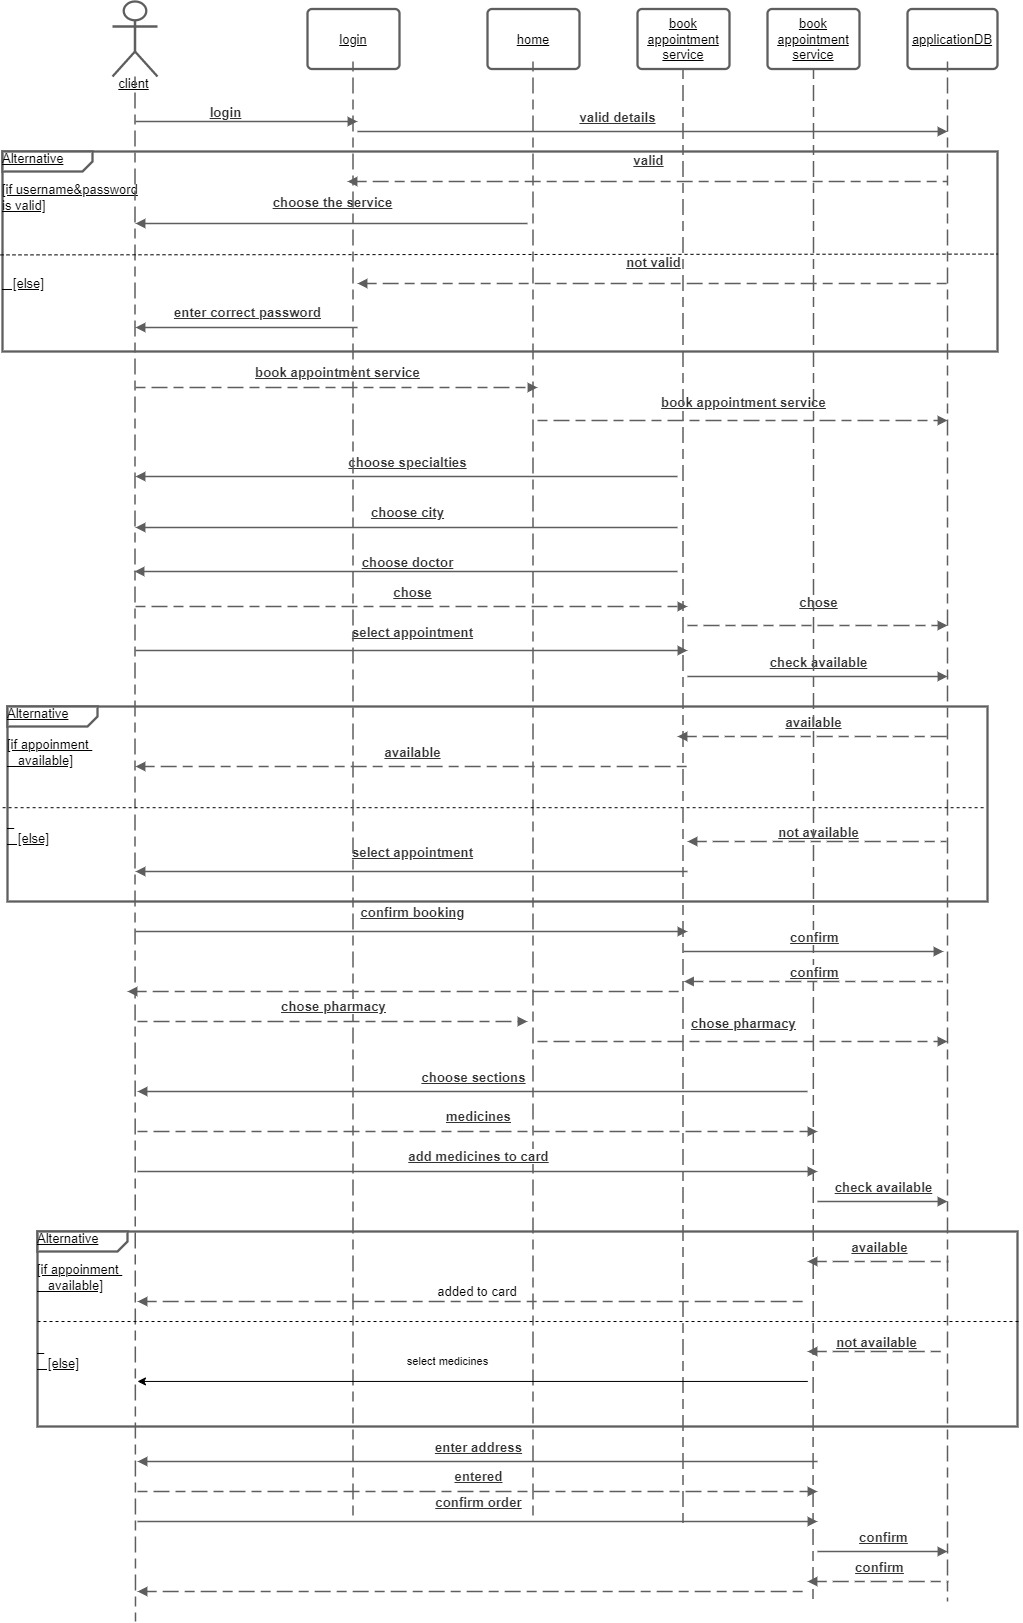 client
login
home
book
appointment
service
book
appointment
service
applicationDB
login
valid details
Alternative
valid
[if username&password
is valid]
choose the service
not valid
[else]
enter correct password
book appointment service
book appointment service
choose specialties
choose city
choose doctor
chose
chose
select appointment
check available
Alternative
available
[if appoinment
available]
available
not available
[else]
select appointment
confirm booking
confirm
confirm
chose pharmacy
chose pharmacy
choose sections
medicines
add medicines to card
check available
Alternative
available
[if appoinment
available]
added to card
not available
[else]
select medicines
enter address
entered
confirm order
confirm
confirm